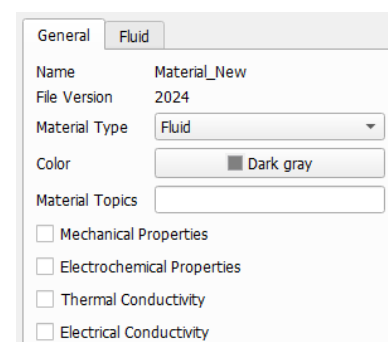 General Fluid
Name Material_New
File Version 2024
Material Type Fluid
Color Dark gray
Material Topics
Mechanical Properties
Electrochemical Properties
Thermal Conductivity
Electrical Conductivity